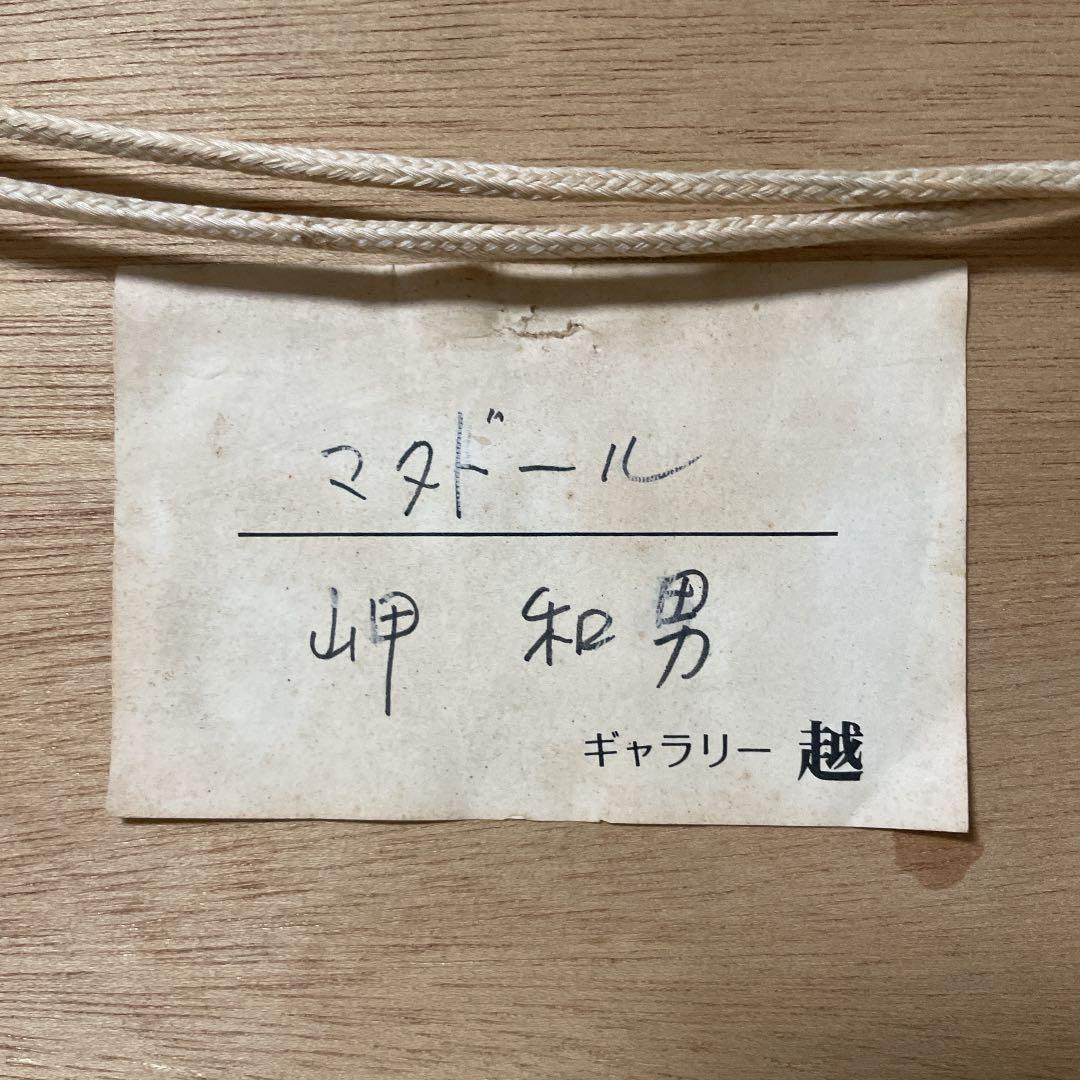 マタドール
岬 和男
ギャラリー 越